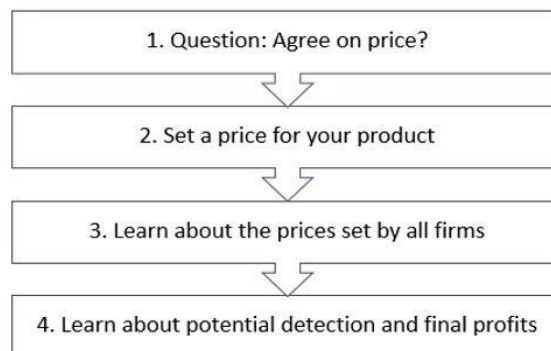 1. Question: Agree on price?
2. Set a price for your product
3. Learn about the prices set by all firms
4. Learn about potential detection and final profits